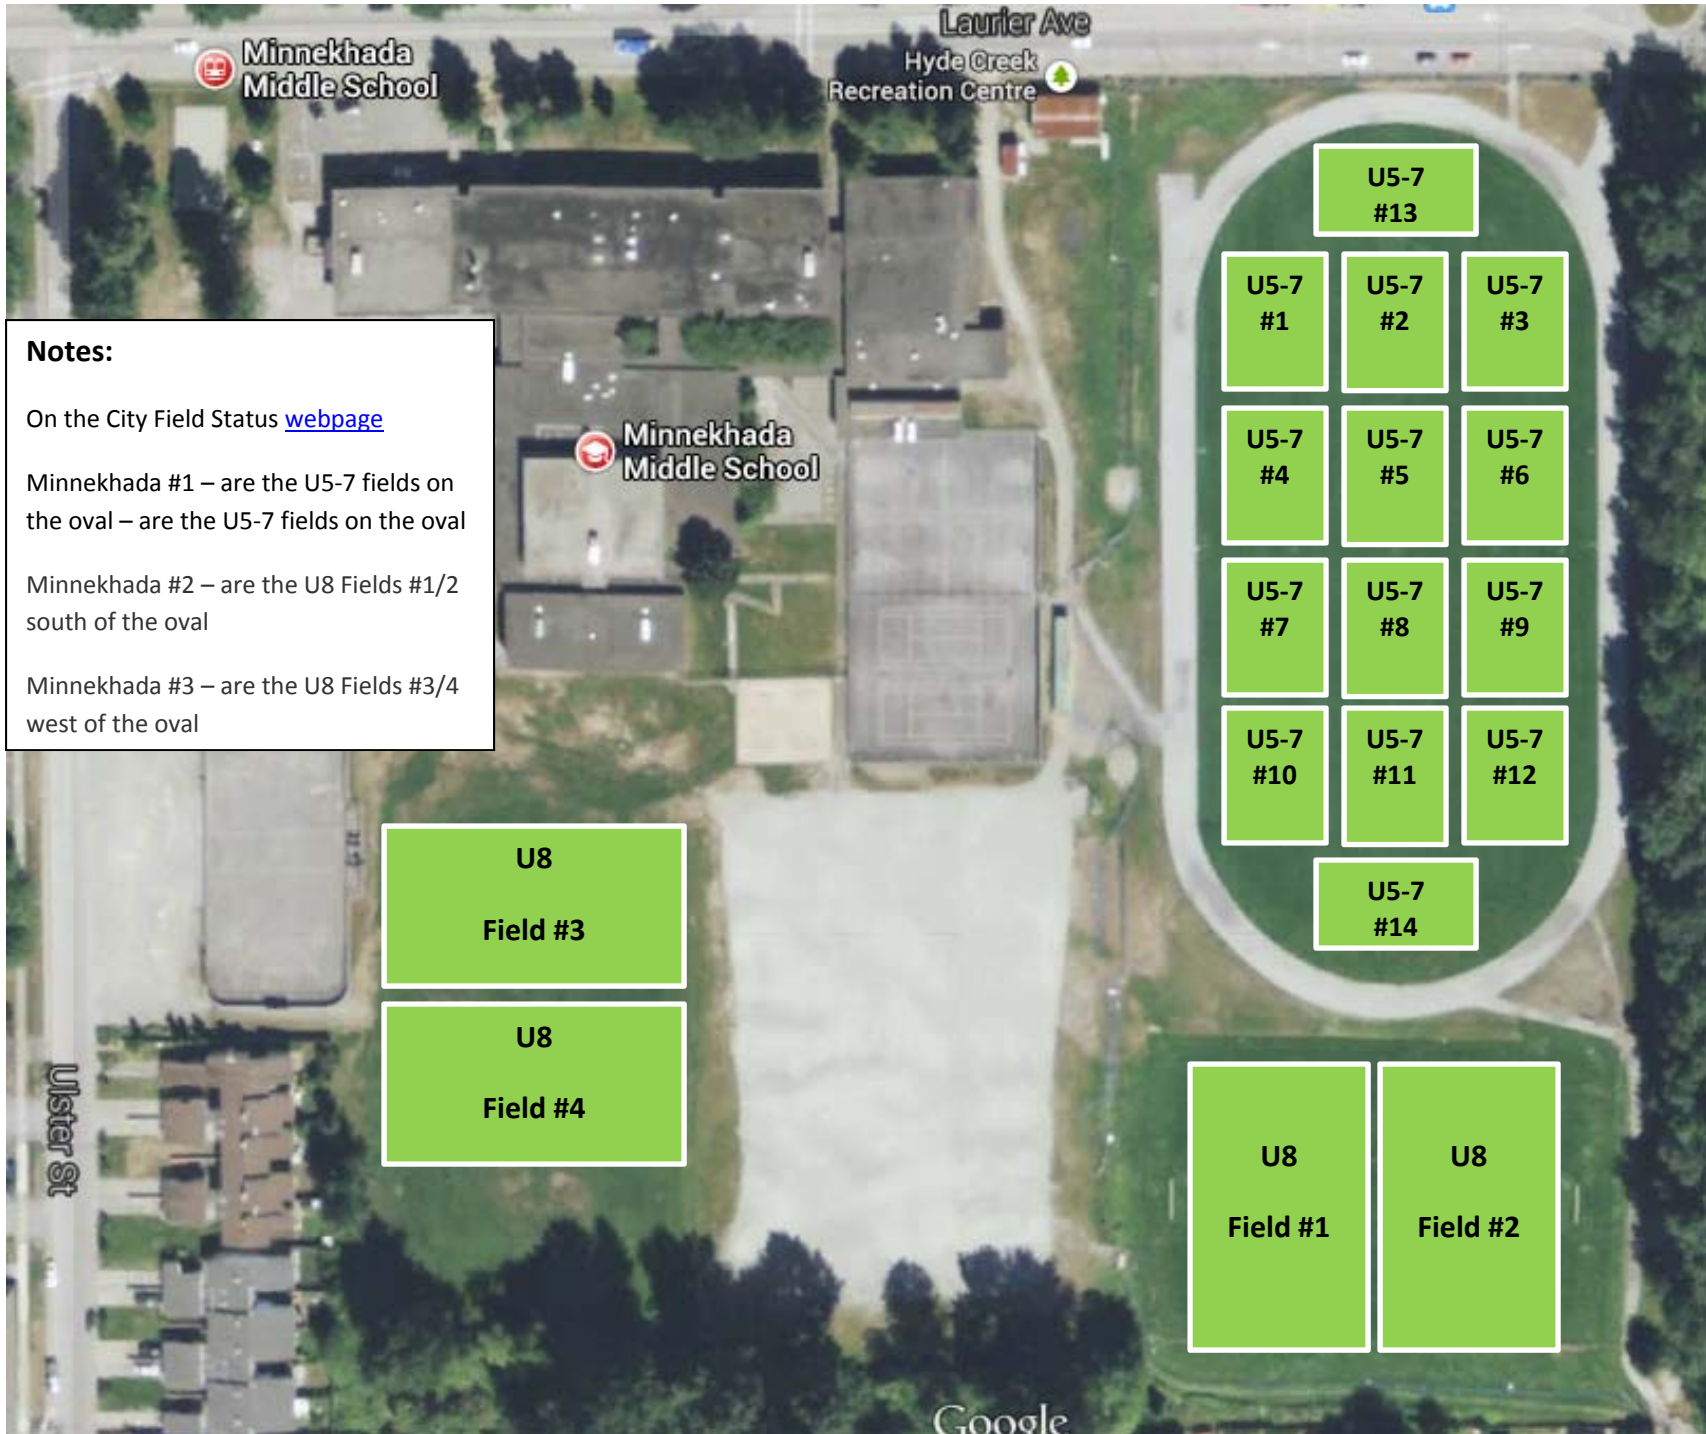 Laurier Ave
Minnekhada
Middle School
Hyde Creek
Recreation Centre
U5-7
#13
U5-7
#1
U5-7
#2
U5-7
#3
Notes:
On the City Field Status webpage
Minnekhada #1 – are the U5-7 fields on
the oval – are the U5-7 fields on the oval
Minnekhada #2 – are the U8 Fields #1/2
south of the oval
Minnekhada #3 – are the U8 Fields #3/4
west of the oval
Minnekhada
Middle School
U5-7
#4
U5-7
#5
U5-7
#6
U5-7
#7
U5-7
#8
U5-7
#9
U5-7
#10
U5-7
#11
U5-7
#12
U8
Field #3
U5-7
#14
U8
Field #4
Ulster St
U8
Field #1
U8
Field #2
Google